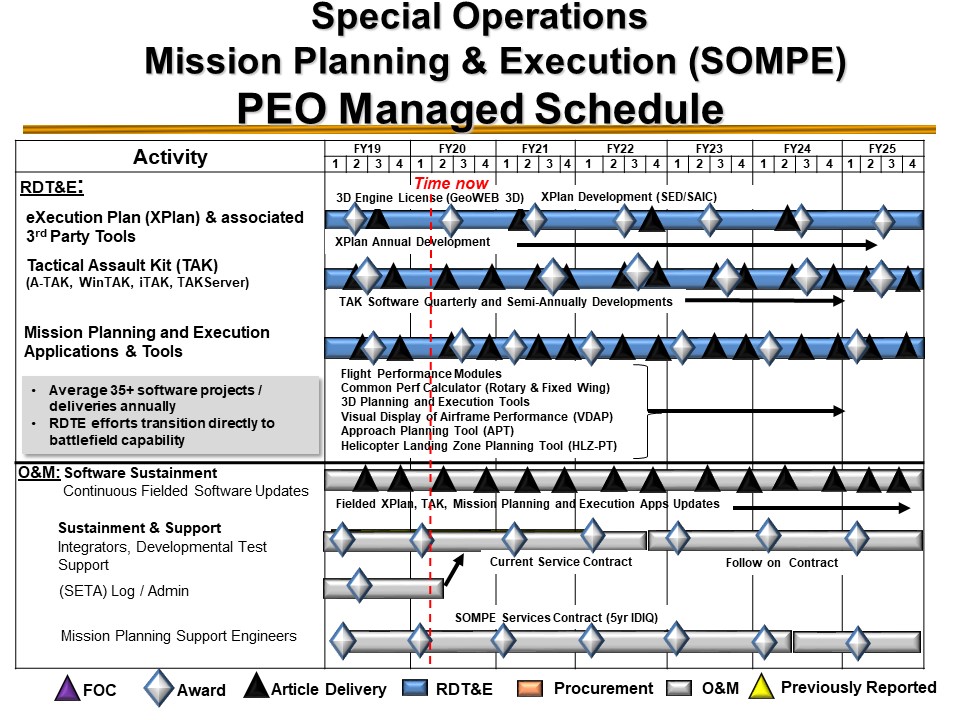 Special Operations
Mission Planning & Execution (SOMPE)
PEO Managed Schedule
Activity
FY19 FY20 FY21 FY22 FY23 FY24 FY25
1 2 3 4 1 2 3 4 1 2 3 4 1 2 3 4 1 2 3 4 1 2 3 4 1 2 3 4
RDT&E:
Time now
3D Engine License (GeoWEB 3D) XPlan Development (SED/SAIC)
eXecution Plan (XPlan) & associated
3rd Party Tools
XPlan Annual Development
Tactical Assault Kit (TAK)
(A-TAK, WinTAK, iTAK, TAKServer)
TAK Software Quarterly and Semi-Annually Developments
Mission Planning and Execution
Applications & Tools
Flight Performance Modules
Common Perf Calculator (Rotary & Fixed Wing)
3D Planning and Execution Tools
Visual Display of Airframe Performance (VDAP)
Approach Planning Tool (APT)
Helicopter Landing Zone Planning Tool (HLZ-PT)
• Average 35+ software projects /
deliveries annually
• RDTE efforts transition directly to
battlefield capability
O&M: Software Sustainment
Continuous Fielded Software Updates
Fielded XPlan, TAK, Mission Planning and Execution Apps Updates
Sustainment & Support
Integrators, Developmental Test
Support
Current Service Contract
Follow on Contract
(SETA) Log / Admin
SOMPE Services Contract (5yr IDIQ)
Mission Planning Support Engineers
FOC Award Article Delivery RDT&E Procurement O&M Previously Reported